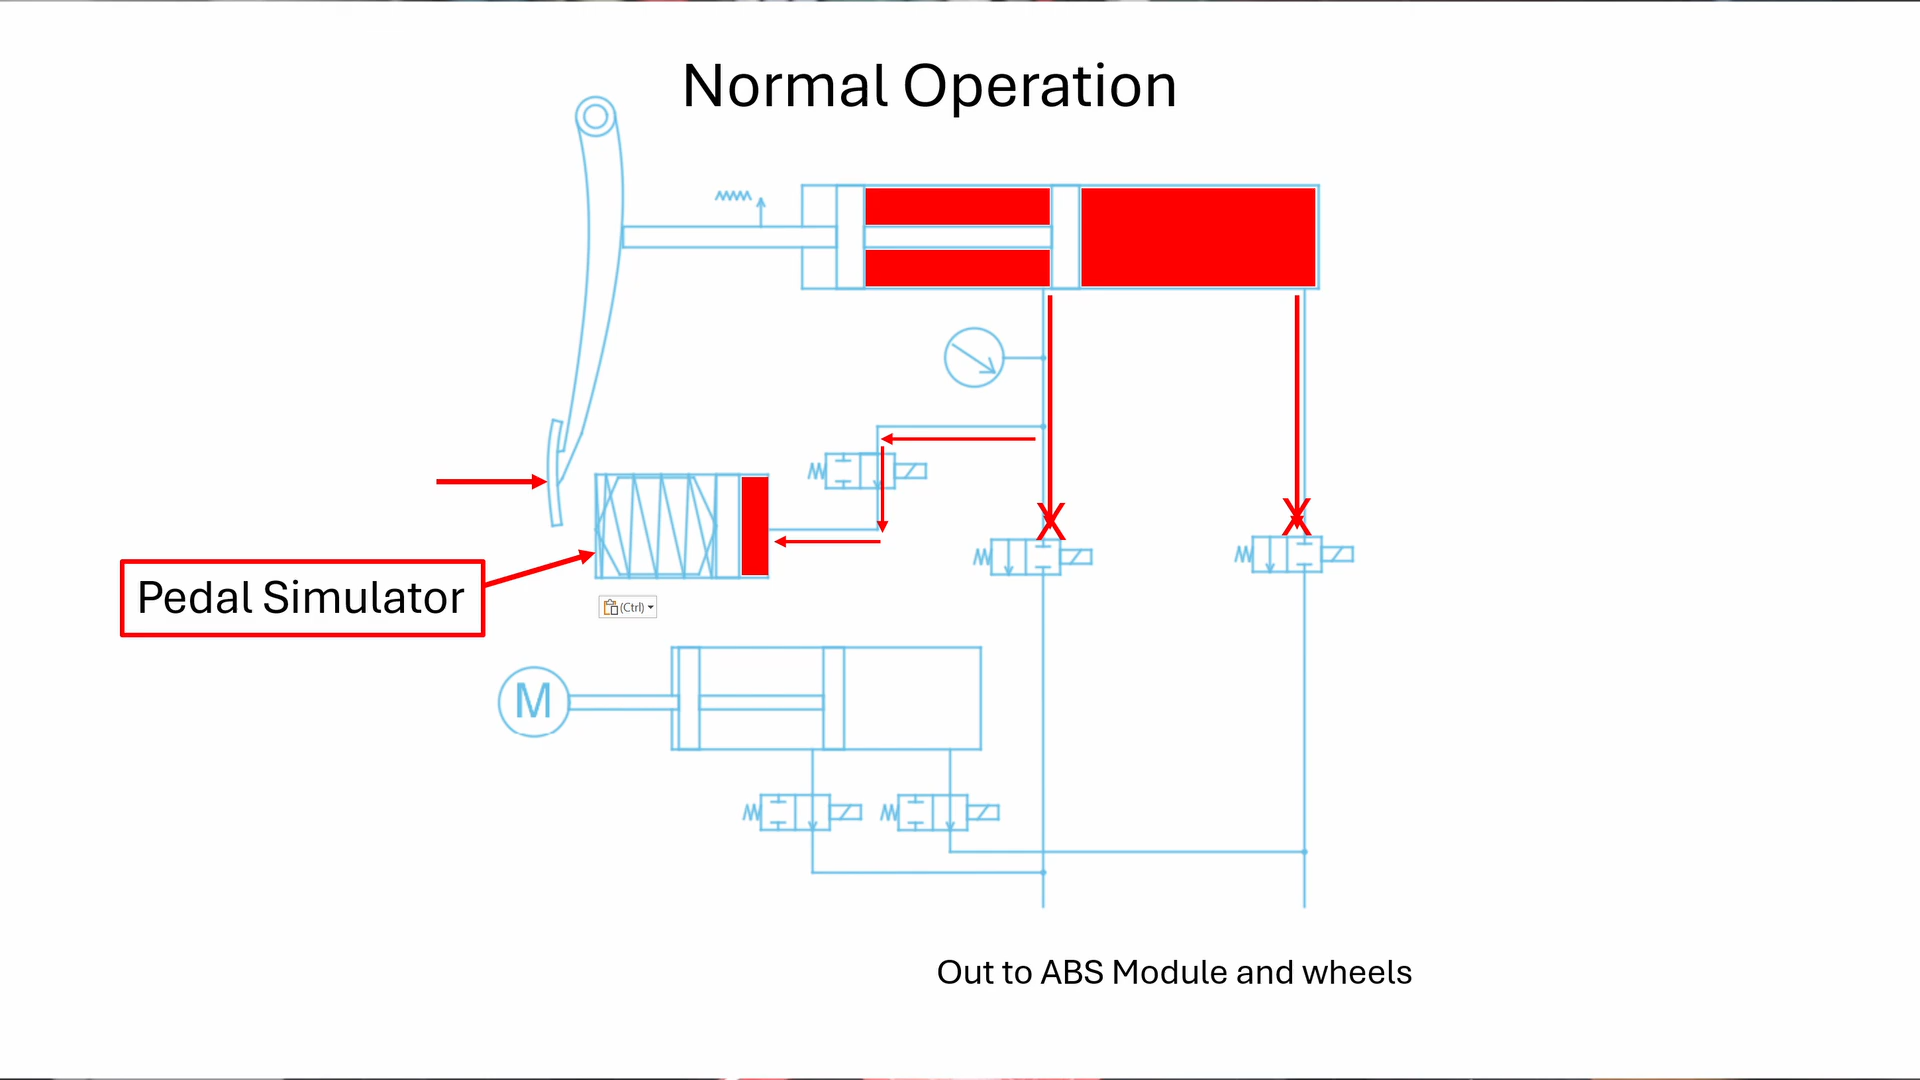 Normal Operation
Pedal Simulator
(Ctrl)
M
Out to ABS Module and wheels